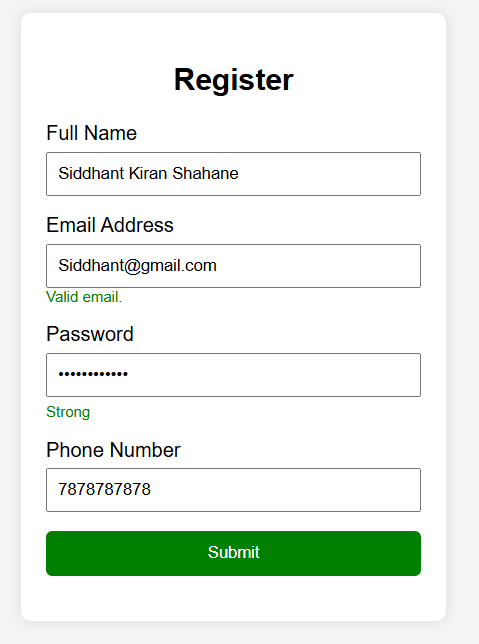 Register
Full Name
Siddhant Kiran Shahane
Email Address
Siddhant@gmail.com
Valid email.
Password
••••••••••••
Strong
Phone Number
7878787878
Submit